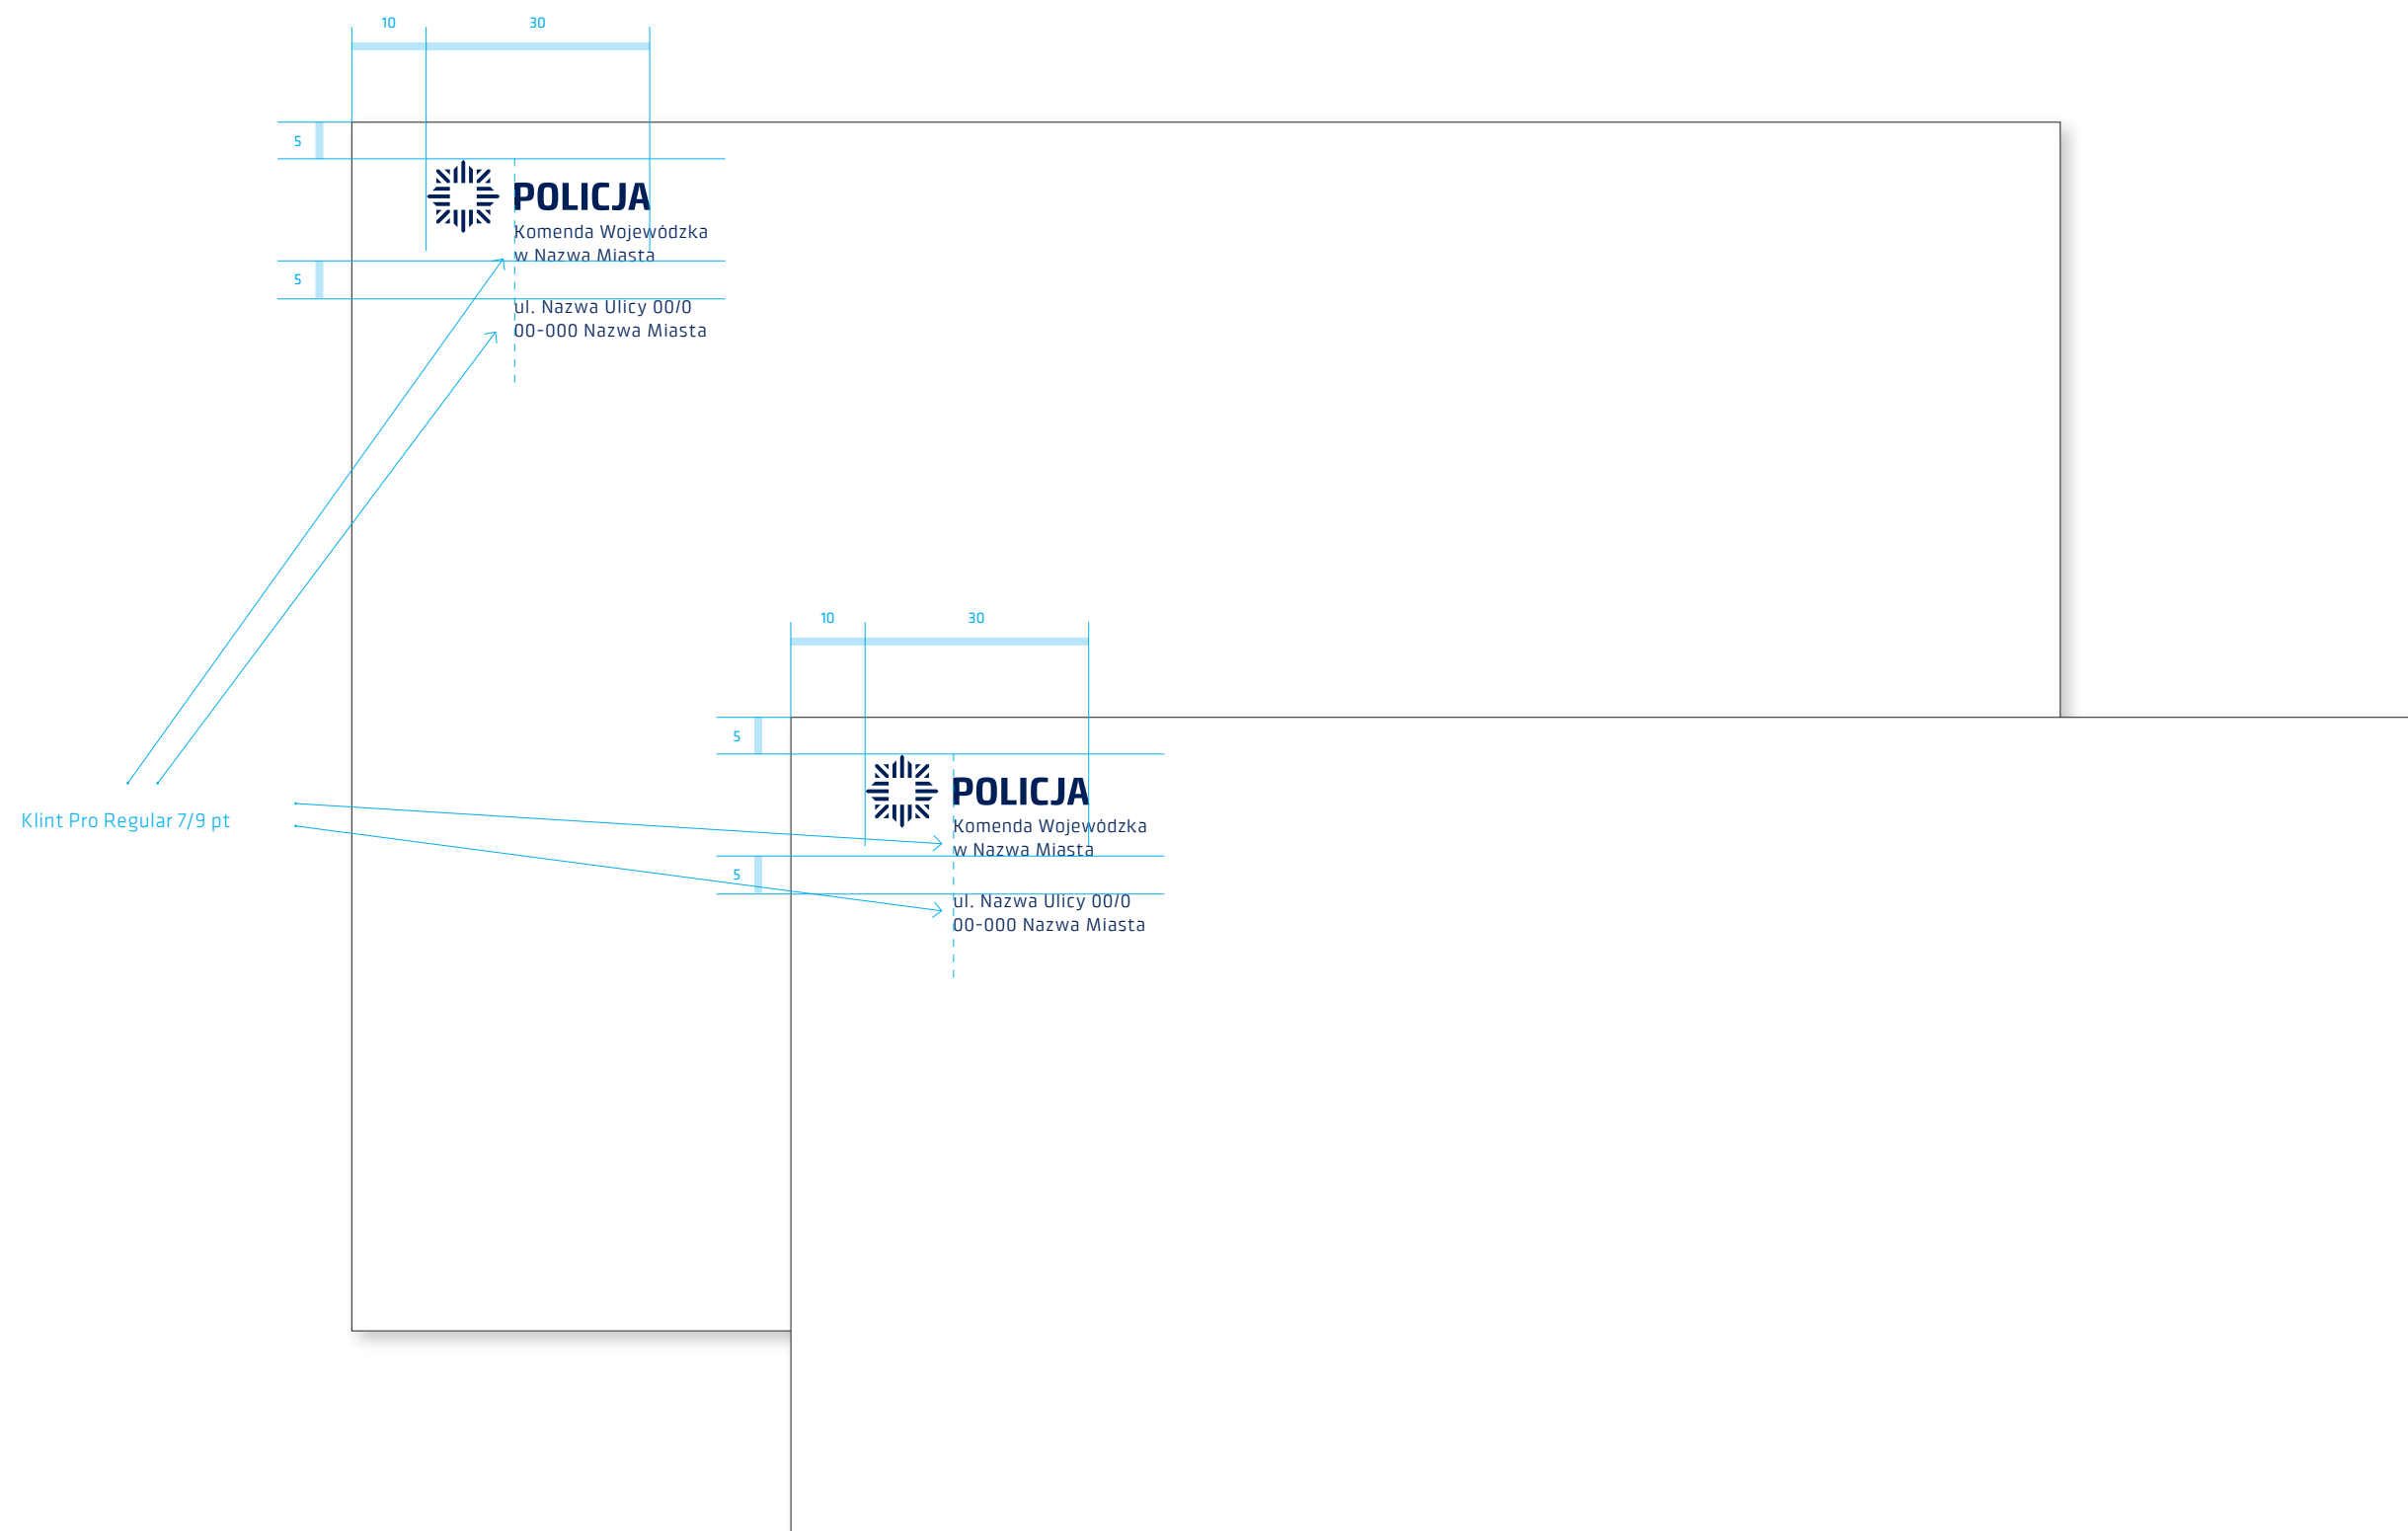 10 30
5
POLICJA
Komenda Wojewódzka
w Nazwa Miasta
5
ul. Nazwa Ulicy 00/0
00-000 Nazwa Miasta
10 30
5
POLICJA
Klint Pro Regular 7/9 pt
Komenda Wojewódzka
w Nazwa Miasta
5
ul. Nazwa Ulicy 00/0
00-000 Nazwa Miasta